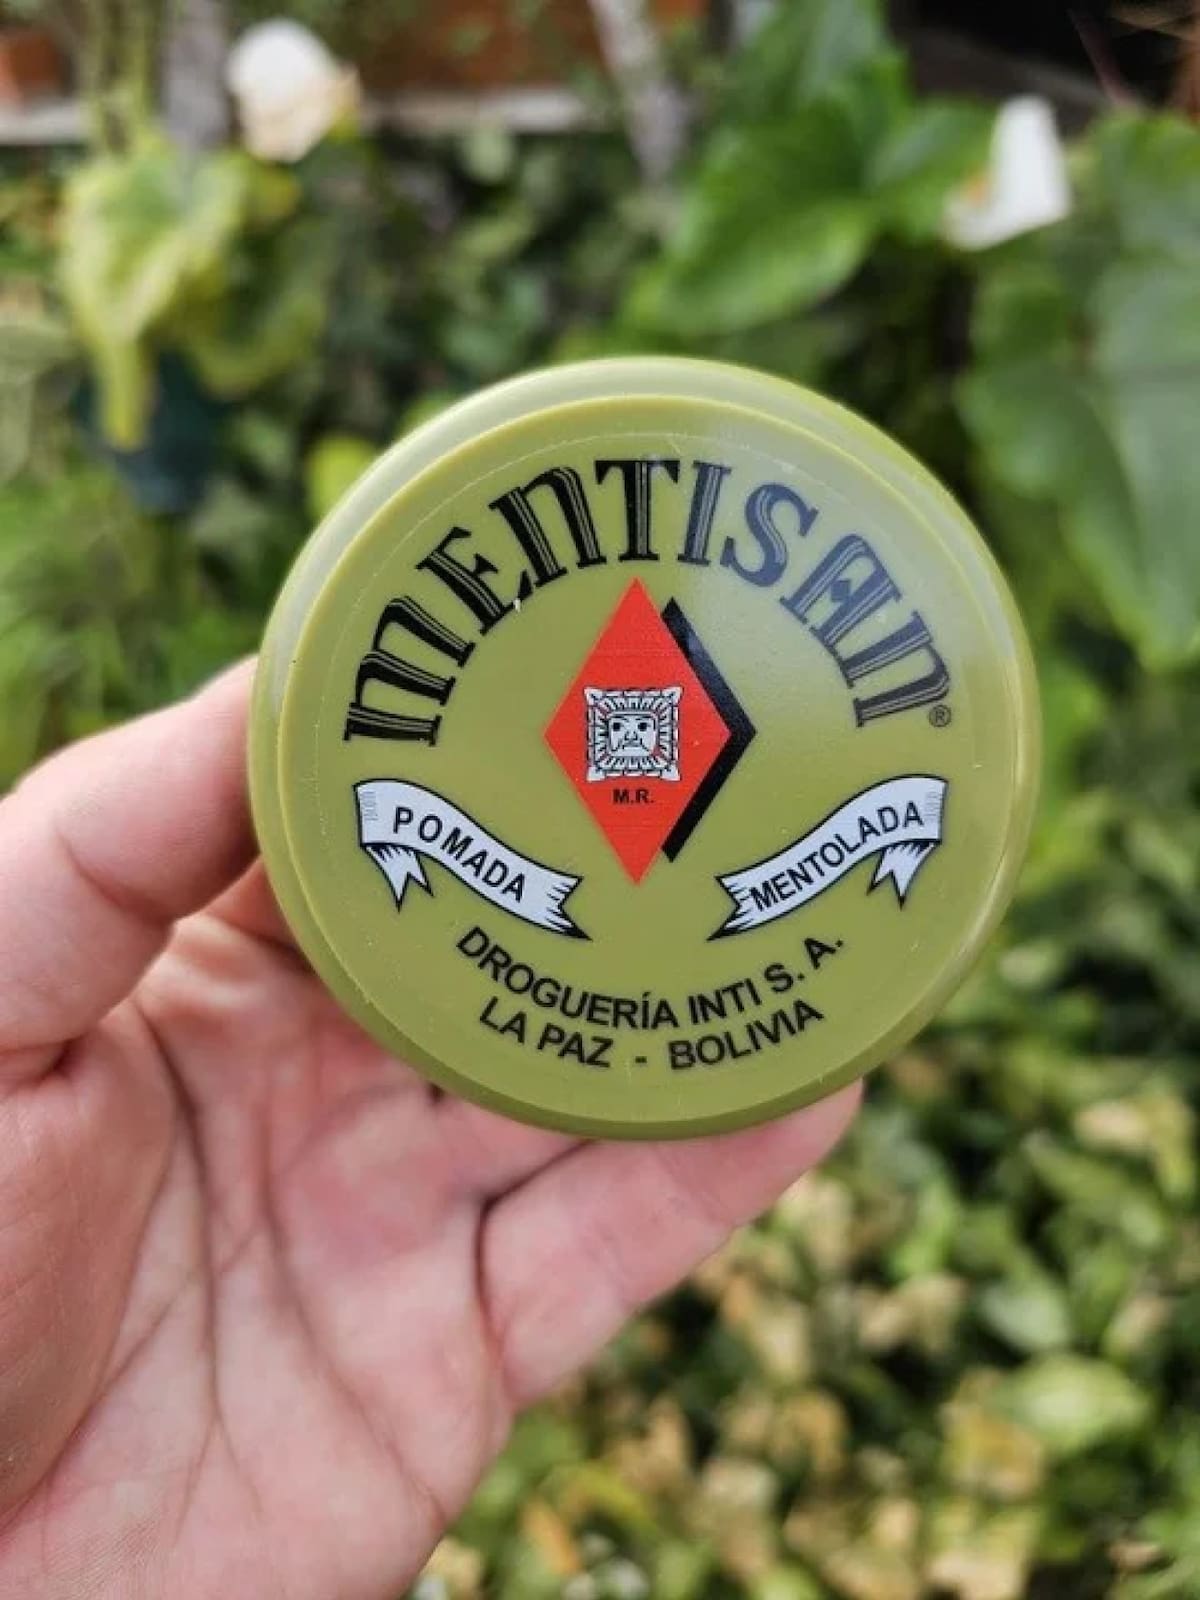 MENTISAN®
M.R.
POMADA
MENTOLADA
DROGUERÍA INTI S. A.
LA PAZ - BOLIVIA